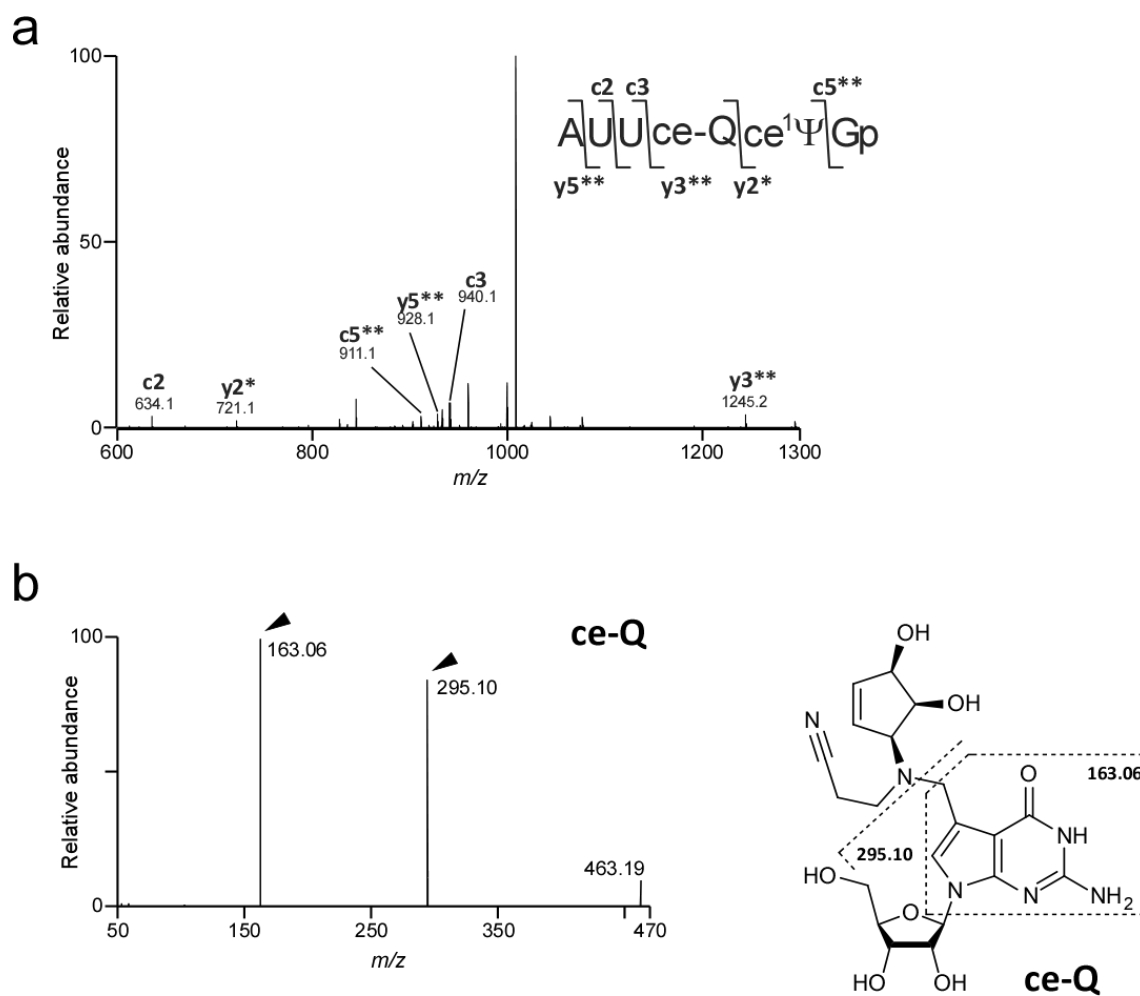 a
100
50
0
Relative abundance
600
800
1000
1200
1300
m/z
c2
634.1
y2*
721.1
c5**
911.1
y5**
928.1
c3
940.1
y3**
1245.2
c2 c3 c5**
AUUce-Qce¹ΨGp
y5** y3** y2*
b
100
0
Relative abundance
50
150
250
350
470
m/z
163.06
295.10
463.19
ce-Q
OH
OH
N
N
O
163.06
NH
295.10
HO
N
N
NH₂
O
HO
OH
ce-Q